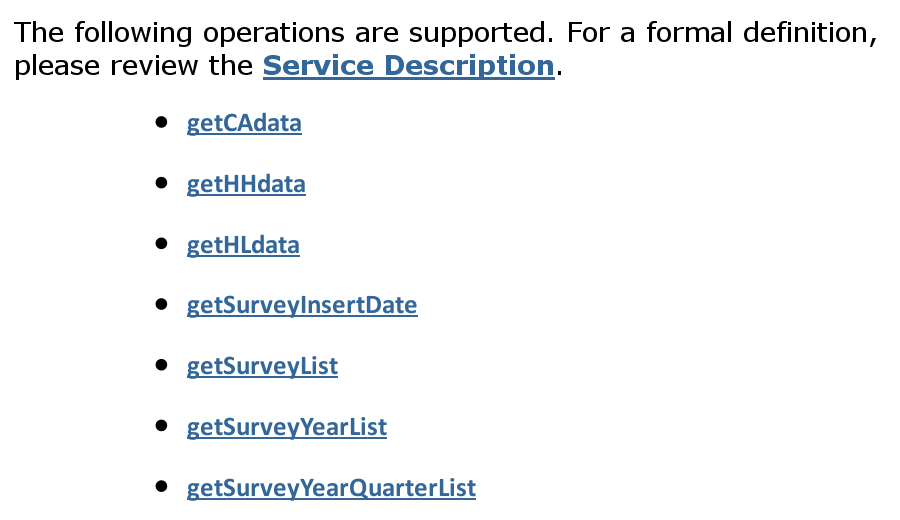 The following operations are supported. For a formal definition,
please review the Service Description.
• getCAdata
• getHHdata
• getHLdata
• getSurveyInsertDate
• getSurveyList
• getSurveyYearList
• getSurveyYearQuarterList